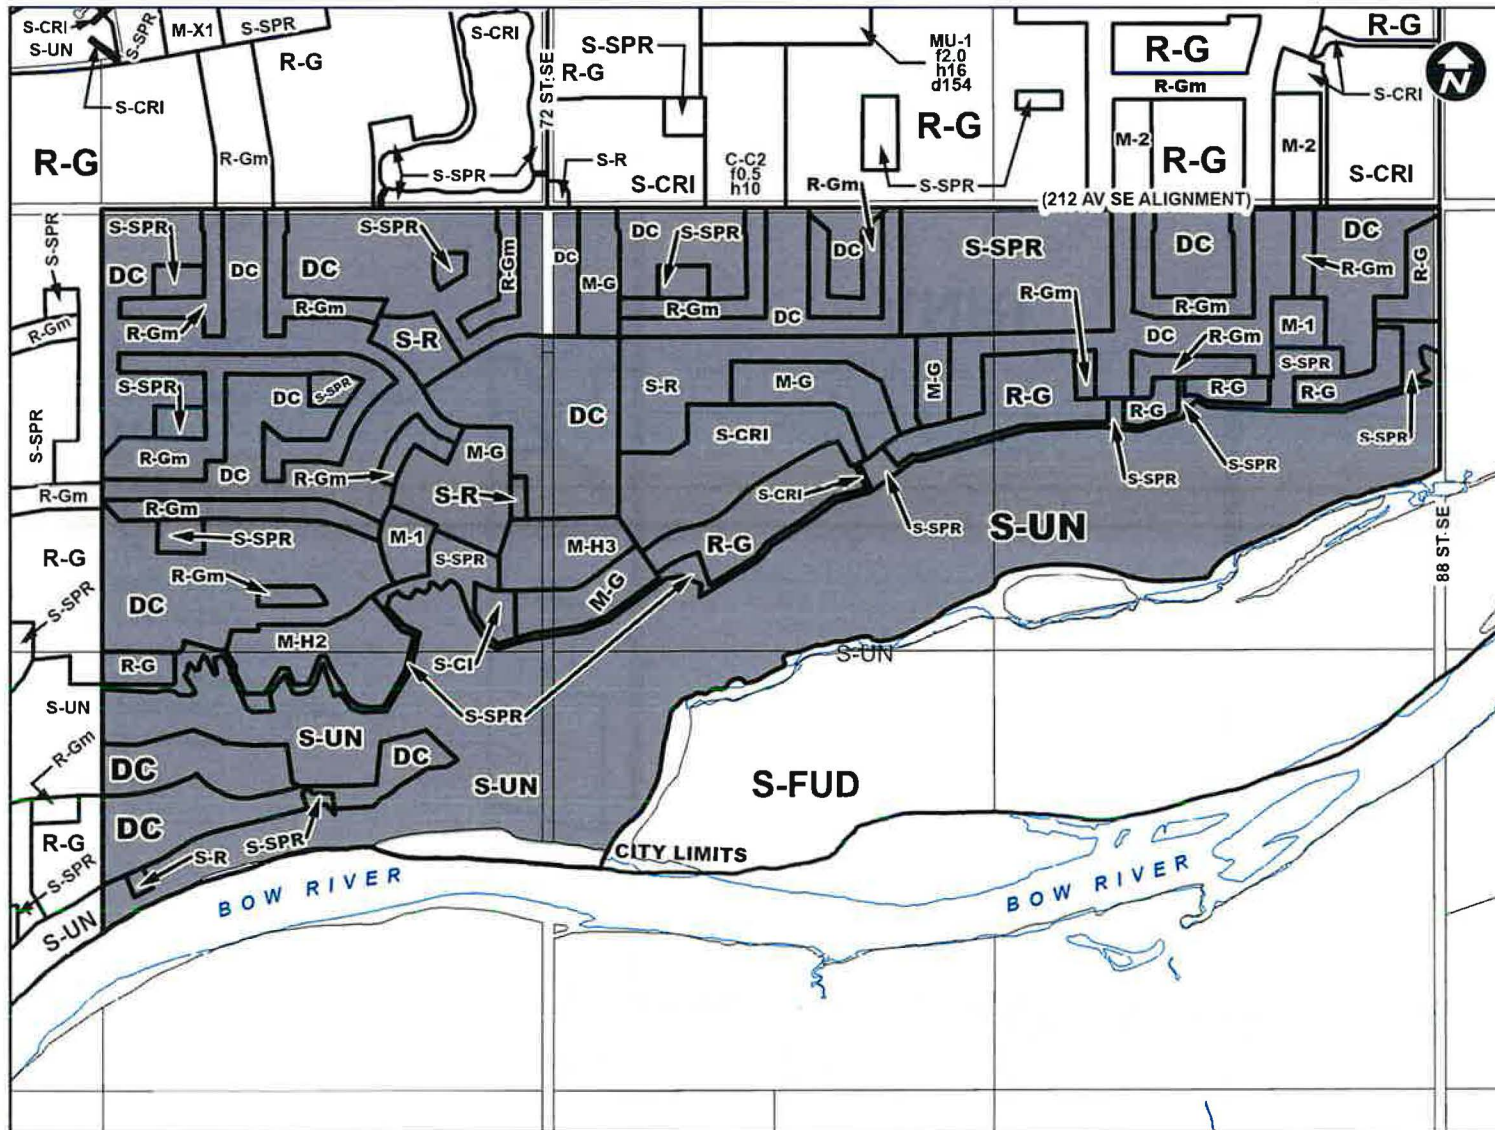 S-CRI
S-UN
S-SPR
M-X1
S-SPR
R-G
S-CRI
72 ST SE
S-SPR
R-G
MU-1
f2.0
h16
d154
R-G
R-Gm
R-G
N
S-CRI
S-CRI
R-G
R-Gm
S-SPR
S-R
S-CRI
C-C2
f0.5
h10
R-G
R-Gm
S-SPR
M-2
R-G
M-2
S-CRI
(212 AV SE ALIGNMENT)
S-SPR
S-SPR
DC
DC
DC
S-SPR
R-Gm
DC
M-G
DC
S-SPR
DC
S-SPR
DC
DC
R-Gm
R-G
R-Gm
R-Gm
R-Gm
R-Gm
S-R
R-Gm
DC
R-Gm
R-Gm
DC
R-Gm
M-1
S-SPR
S-SPR
S-SPR
DC
S-SPR
DC
S-R
M-G
M-G
R-G
R-G
R-G
R-G
S-SPR
S-CRI
M-G
R-Gm
DC
R-Gm
S-R
S-CRI
S-SPR
S-SPR
S-SPR
R-Gm
R-Gm
S-SPR
M-1
S-SPR
M-H3
R-G
S-SPR
S-UN
88 ST SE
R-G
S-SPR
R-Gm
DC
M-G
M-H2
R-G
S-CI
S-UN
S-UN
S-SPR
R-Gm
S-UN
DC
DC
S-UN
S-FUD
R-G
DC
S-SPR
S-R
S-SPR
S-SPR
CITY LIMITS
S-UN
BOW RIVER
BOW RIVER